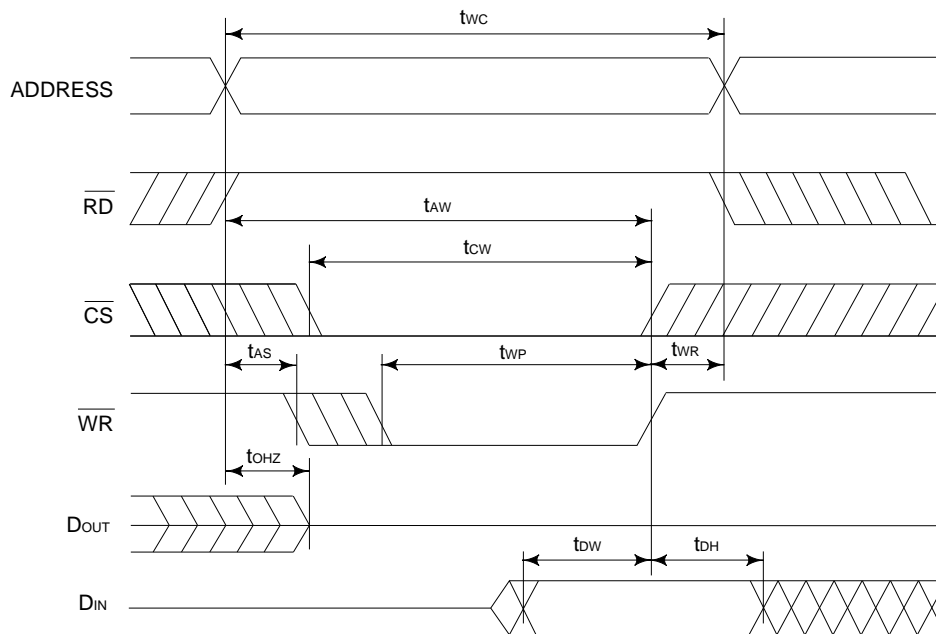 tWC
ADDRESS
RD
tAW
tCW
CS
tAS
tWP
tWR
WR
tOHZ
DOUT
tDW
tDH
DIN